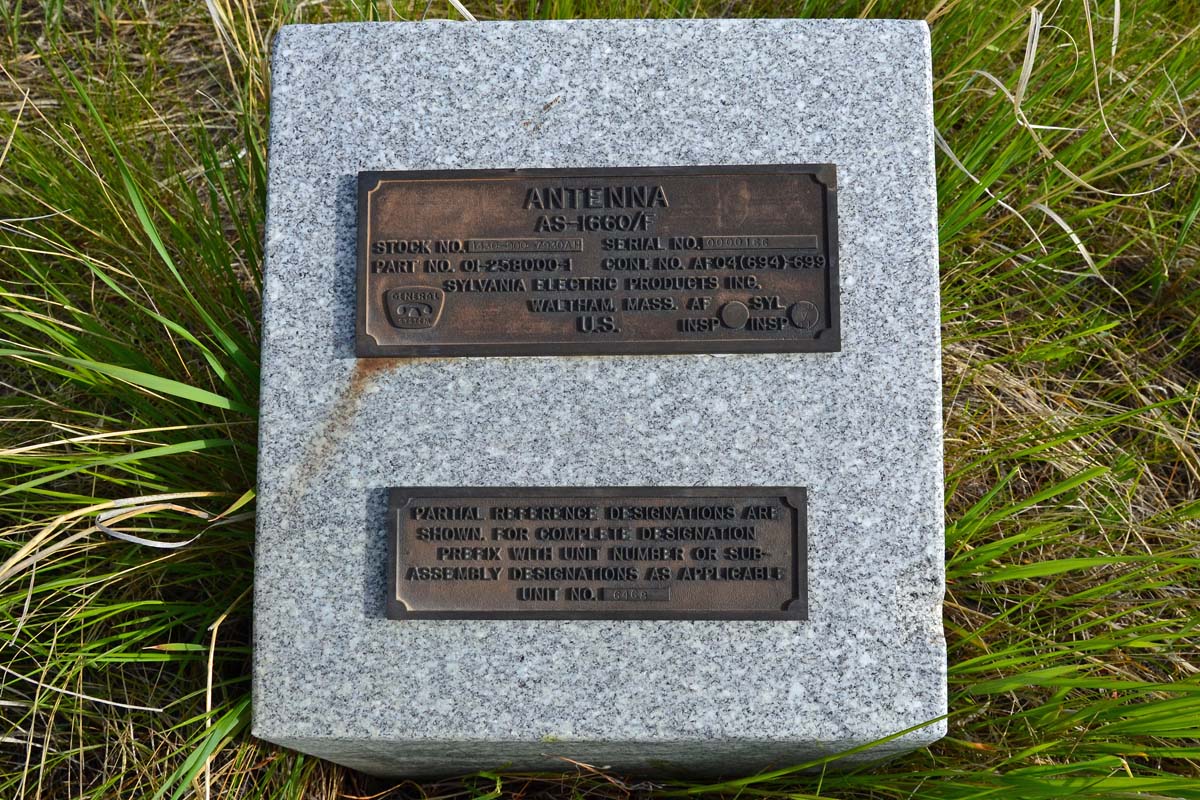 ANTENNA
AS-1660/F
STOCK NO. SERIAL NO. 0000166
PART NO. 01-258000-1 CONT. NO. AF04(694)-699
SYLVANIA ELECTRIC PRODUCTS INC.
GENERAL
SYSTEM
WALTHAM, MASS. AF SYL.
U.S. INSP INSP
PARTIAL REFERENCE DESIGNATIONS ARE
SHOWN. FOR COMPLETE DESIGNATION
PREFIX WITH UNIT NUMBER OR SUB-
ASSEMBLY DESIGNATIONS AS APPLICABLE
UNIT NO.